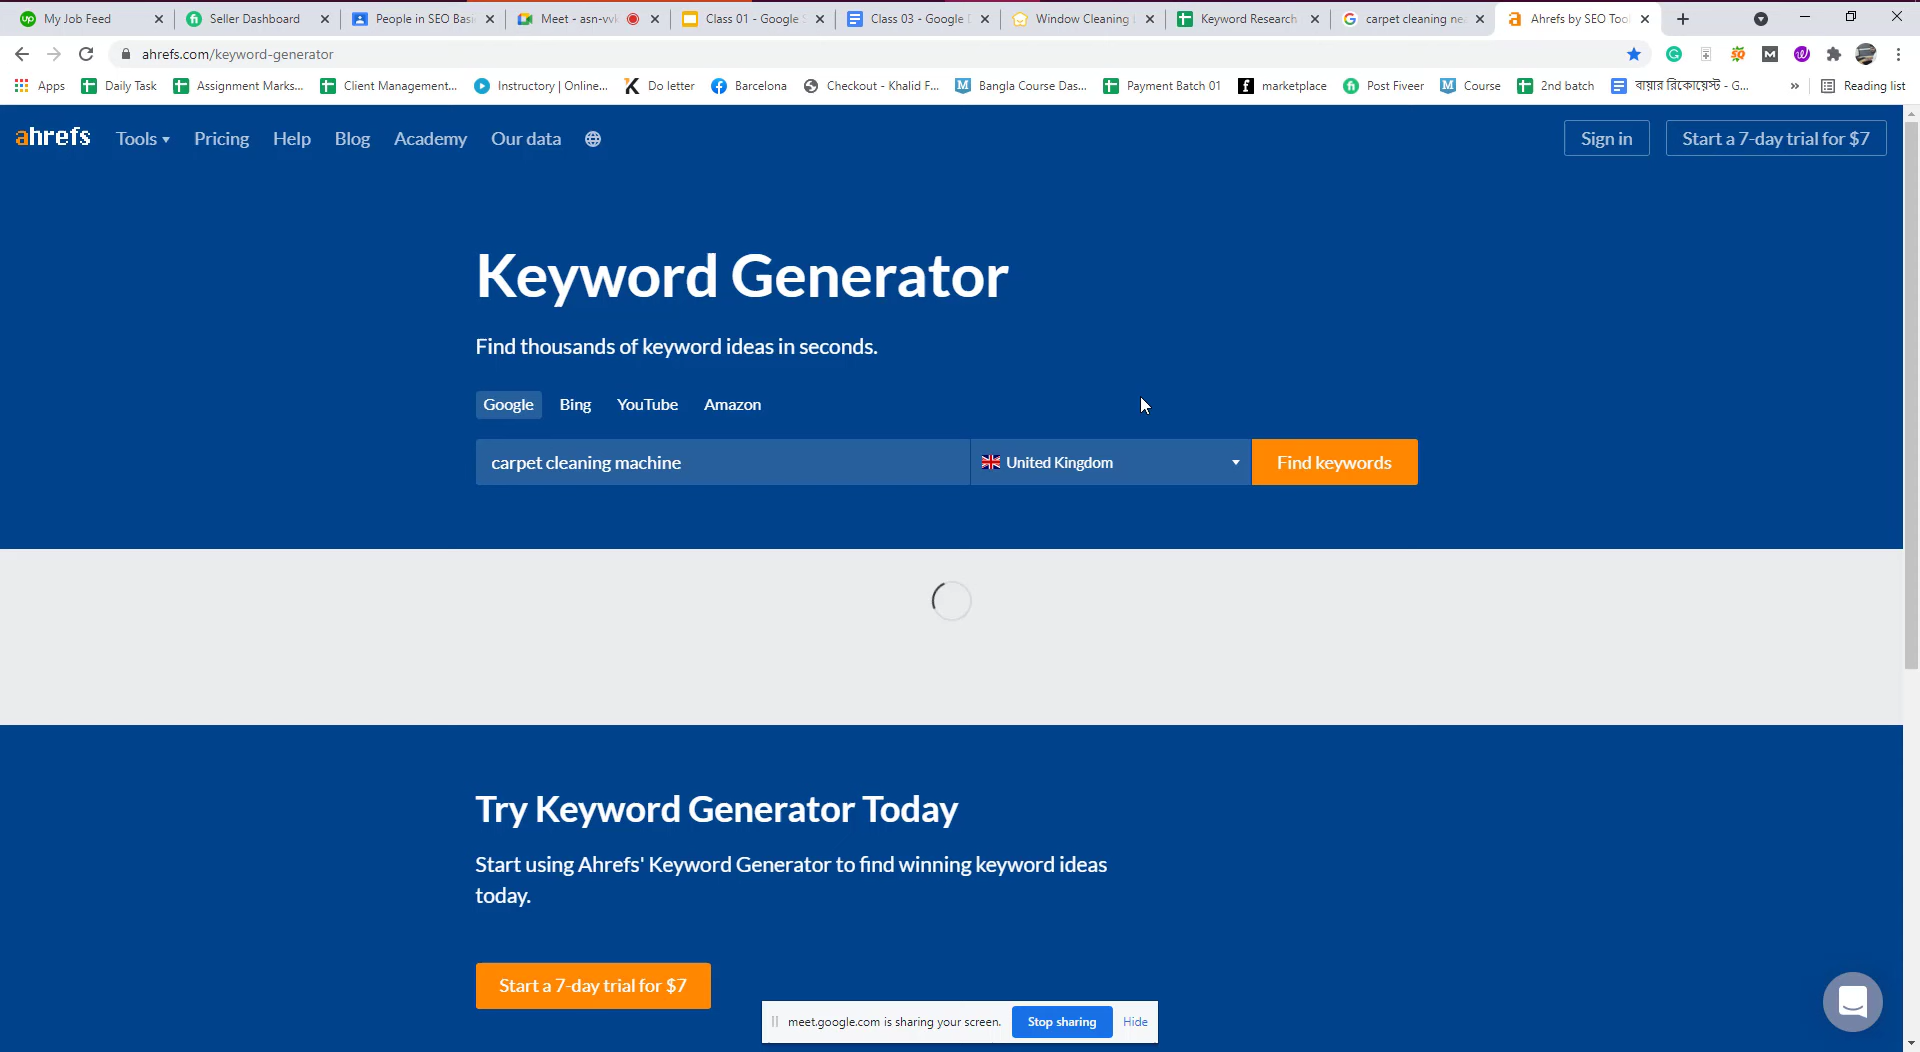 My Job Feed
Seller Dashboard
People in SEO Basi
Meet - asn-vvk
Class 01 - Google S
Class 03 - Google D
Window Cleaning
Keyword Research
carpet cleaning ne
Ahrefs by SEO Tool
ahrefs.com/keyword-generator
Apps
Daily Task
Assignment Marks...
Client Management...
Instructory | Online...
Do letter
Barcelona
Checkout - Khalid F...
Bangla Course Das...
Payment Batch 01
marketplace
Post Fiveer
Course
2nd batch
বায়ার রিকোয়েস্ট - G...
»
Reading list
ahrefs
Tools
Pricing
Help
Blog
Academy
Our data
Sign in
Start a 7-day trial for $7
Keyword Generator
Find thousands of keyword ideas in seconds.
Google
Bing
YouTube
Amazon
carpet cleaning machine
United Kingdom
Find keywords
Try Keyword Generator Today
Start using Ahrefs' Keyword Generator to find winning keyword ideas
today.
Start a 7-day trial for $7
meet.google.com is sharing your screen.
Stop sharing
Hide